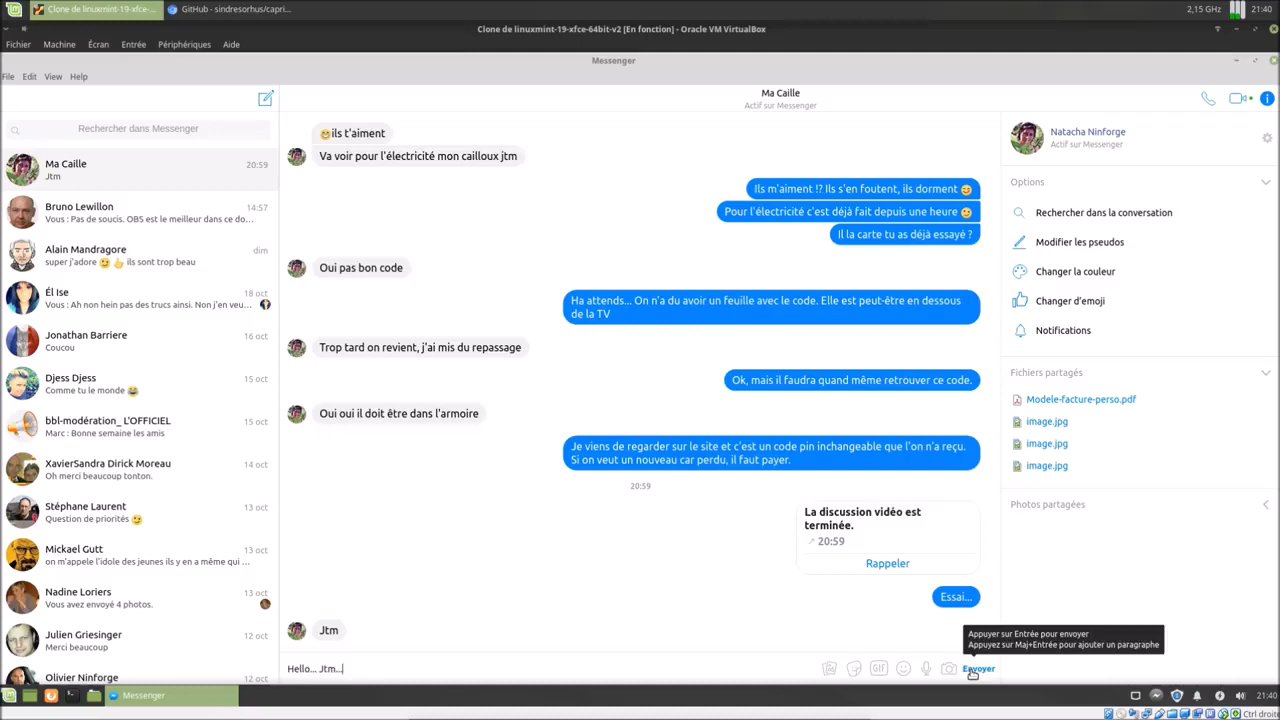 Clone de linuxmint-19-xfce-...
GitHub - sindresorhus/capri...
2,15 GHz
21:40
Clone de linuxmint-19-xfce-64bit-v2 [En fonction] - Oracle VM VirtualBox
Fichier Machine Écran Entrée Périphériques Aide
Messenger
File Edit View Help
Ma Caille
Actif sur Messenger
Rechercher dans Messenger
Ma Caille
20:59
Jtm
Bruno Lewillon
14:57
Vous : Pas de soucis. OBS est le meilleur dans ce do...
Alain Mandragore
dim
super j'adore 😉 👍 ils sont trop beau
Él Ise
18 oct
Vous : Ah non hein pas des trucs ainsi. Non j'en veu...
Jonathan Barriere
16 oct
Coucou
Djess Djess
15 oct
Comme tu le monde 😂
bbl-modération_ L'OFFICIEL
15 oct
Marc : Bonne semaine les amis
XavierSandra Dirick Moreau
14 oct
Oh merci beaucoup tonton.
Stéphane Laurent
13 oct
Question de priorités 😉
Mickael Gutt
13 oct
on m'appele l'idole des jeunes ils y en a même qui ...
Nadine Loriers
13 oct
Vous avez envoyé 4 photos.
Julien Griesinger
12 oct
Merci beaucoup
Olivier Ninforge
12 oct
😁ils t'aiment
Va voir pour l'électricité mon cailloux jtm
Ils m'aiment !? Ils s'en foutent, ils dorment 😄
Pour l'électricité c'est déjà fait depuis une heure 🙂
Il la carte tu as déjà essayé ?
Oui pas bon code
Ha attends... On n'a du avoir un feuille avec le code. Elle est peut-être en dessous
de la TV
Trop tard on revient, j'ai mis du repassage
Ok, mais il faudra quand même retrouver ce code.
Oui oui il doit être dans l'armoire
Je viens de regarder sur le site et c'est un code pin inchangeable que l'on n'a reçu.
Si on veut un nouveau car perdu, il faut payer.
20:59
La discussion vidéo est
terminée.
20:59
Rappeler
Essai...
Jtm
Hello... Jtm...
GIF
Envoyer
Appuyer sur Entrée pour envoyer
Appuyez sur Maj+Entrée pour ajouter un paragraphe
Natacha Ninforge
Actif sur Messenger
Options
Rechercher dans la conversation
Modifier les pseudos
Changer la couleur
Changer d'emoji
Notifications
Fichiers partagés
Modele-facture-perso.pdf
image.jpg
image.jpg
image.jpg
Photos partagées
Messenger
21:40
Ctrl droite